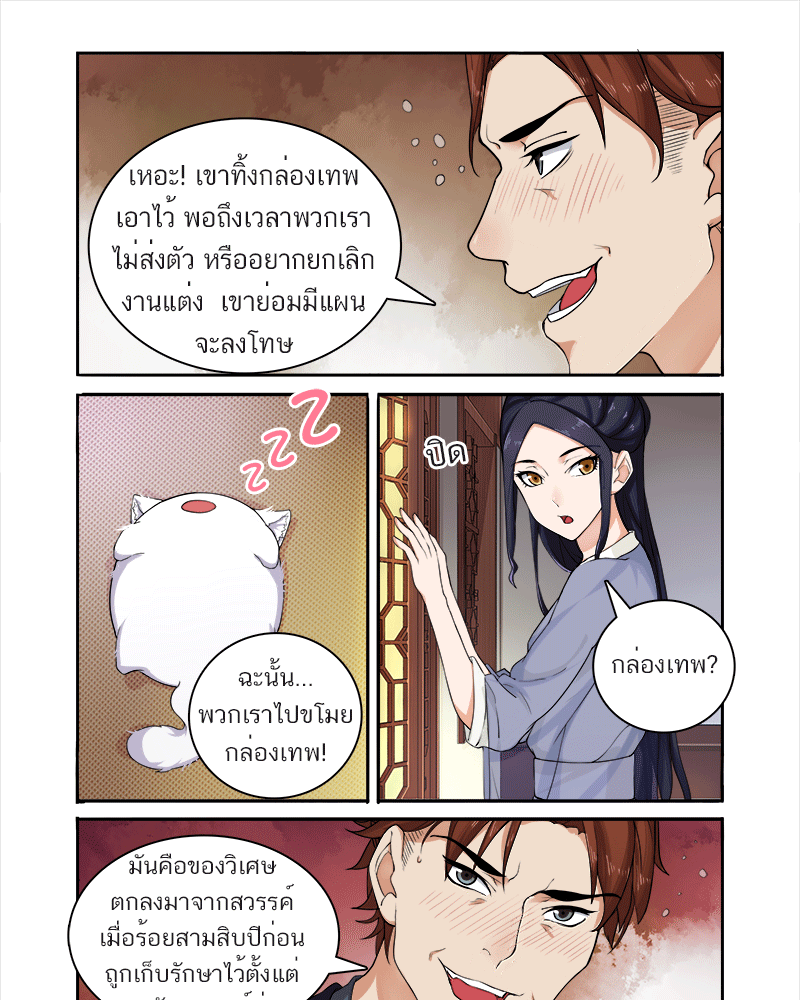 เหอะ! เขาทิ้งกล่องเทพ
เอาไว้ พอถึงเวลาพวกเรา
ไม่ส่งตัว หรืออยากยกเลิก
งานแต่ง เขาย่อมมีแผน
จะลงโทษ
zzz
ฉะนั้น...
พวกเราไปขโมย
กล่องเทพ!
ปิด
กล่องเทพ?
มันคือของวิเศษ
ตกลงมาจากสวรรค์
เมื่อร้อยสามสิบปีก่อน
ถูกเก็บรักษาไว้ตั้งแต่